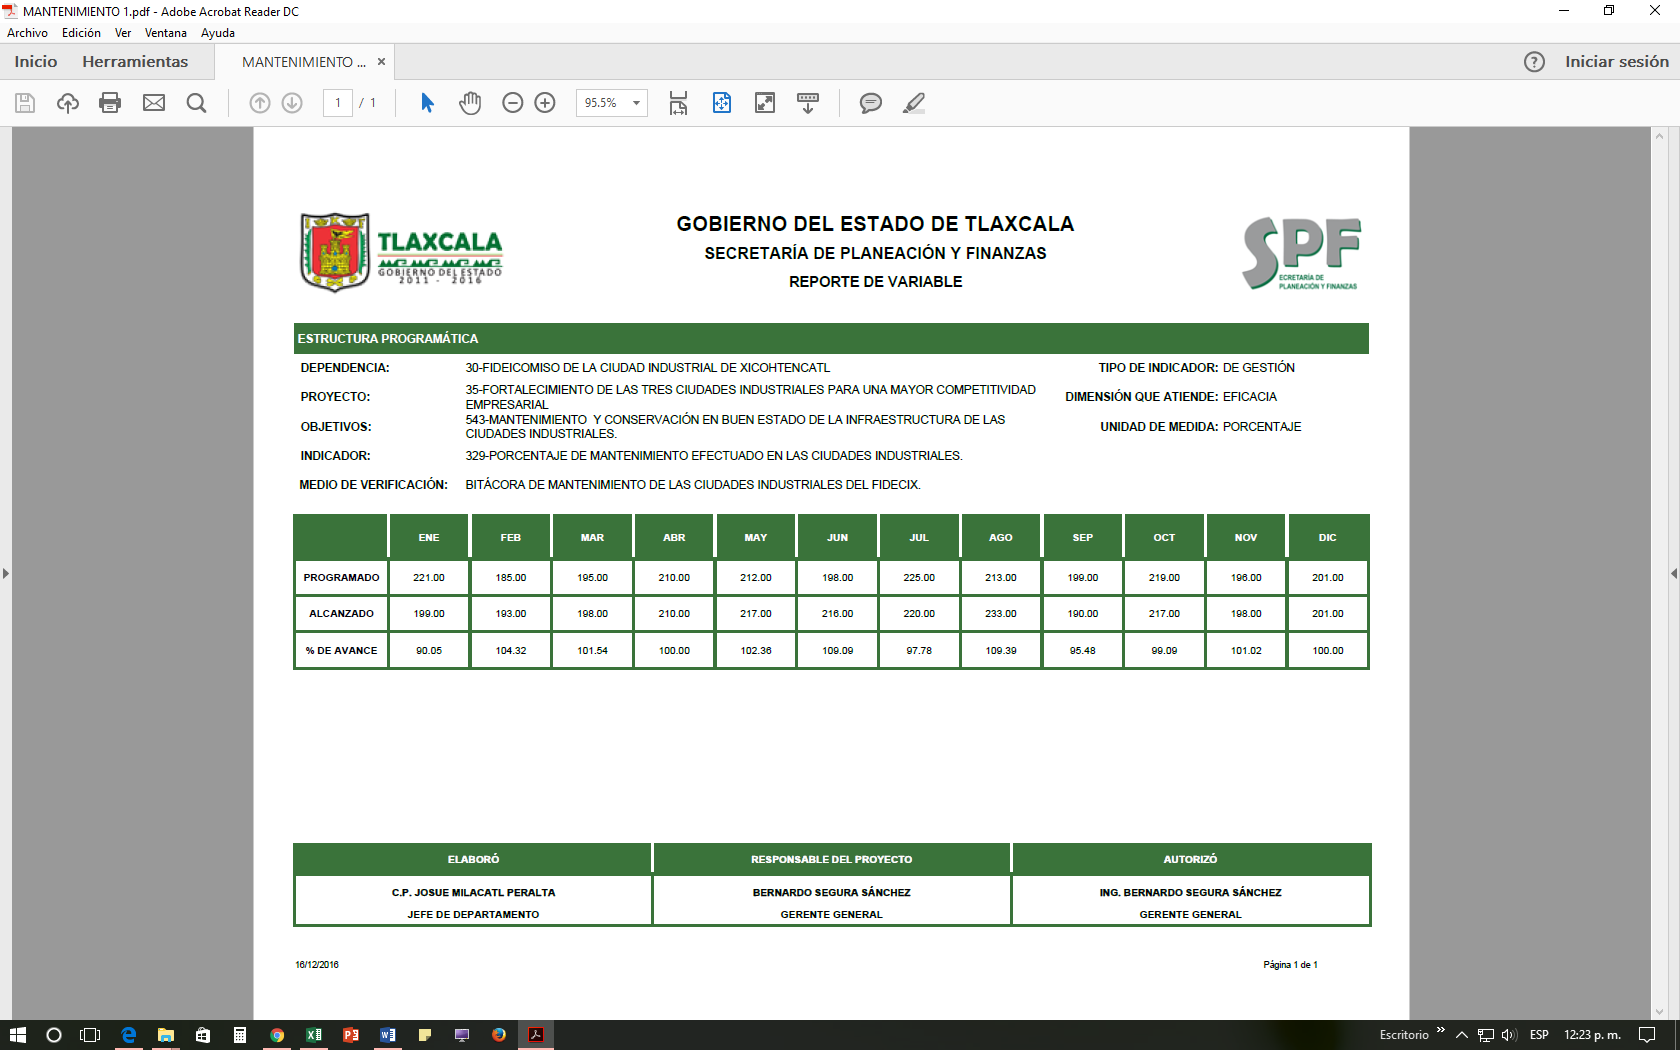 MANTENIMIENTO 1.pdf - Adobe Acrobat Reader DC
Archivo Edición Ver Ventana Ayuda
Inicio Herramientas MANTENIMIENTO ... × ? Iniciar sesión
1 / 1 95.5%
TLAXCALA
GOBIERNO DEL ESTADO
2011 - 2016
GOBIERNO DEL ESTADO DE TLAXCALA
SECRETARÍA DE PLANEACIÓN Y FINANZAS
REPORTE DE VARIABLE
SPF
ECRETARÍA DE
PLANEACIÓN Y FINANZAS
ESTRUCTURA PROGRAMÁTICA
DEPENDENCIA: 30-FIDEICOMISO DE LA CIUDAD INDUSTRIAL DE XICOHTENCATL TIPO DE INDICADOR: DE GESTIÓN
PROYECTO: 35-FORTALECIMIENTO DE LAS TRES CIUDADES INDUSTRIALES PARA UNA MAYOR COMPETITIVIDAD
EMPRESARIAL DIMENSIÓN QUE ATIENDE: EFICACIA
OBJETIVOS: 543-MANTENIMIENTO Y CONSERVACIÓN EN BUEN ESTADO DE LA INFRAESTRUCTURA DE LAS
CIUDADES INDUSTRIALES. UNIDAD DE MEDIDA: PORCENTAJE
INDICADOR: 329-PORCENTAJE DE MANTENIMIENTO EFECTUADO EN LAS CIUDADES INDUSTRIALES.
MEDIO DE VERIFICACIÓN: BITÁCORA DE MANTENIMIENTO DE LAS CIUDADES INDUSTRIALES DEL FIDECIX.
ENE FEB MAR ABR MAY JUN JUL AGO SEP OCT NOV DIC
PROGRAMADO 221.00 185.00 195.00 210.00 212.00 198.00 225.00 213.00 199.00 219.00 196.00 201.00
ALCANZADO 199.00 193.00 198.00 210.00 217.00 216.00 220.00 233.00 190.00 217.00 198.00 201.00
% DE AVANCE 90.05 104.32 101.54 100.00 102.36 109.09 97.78 109.39 95.48 99.09 101.02 100.00
ELABORÓ RESPONSABLE DEL PROYECTO AUTORIZÓ
C.P. JOSUE MILACATL PERALTA BERNARDO SEGURA SÁNCHEZ ING. BERNARDO SEGURA SÁNCHEZ
JEFE DE DEPARTAMENTO GERENTE GENERAL GERENTE GENERAL
16/12/2016 Página 1 de 1
Escritorio » ESP 12:23 p. m.